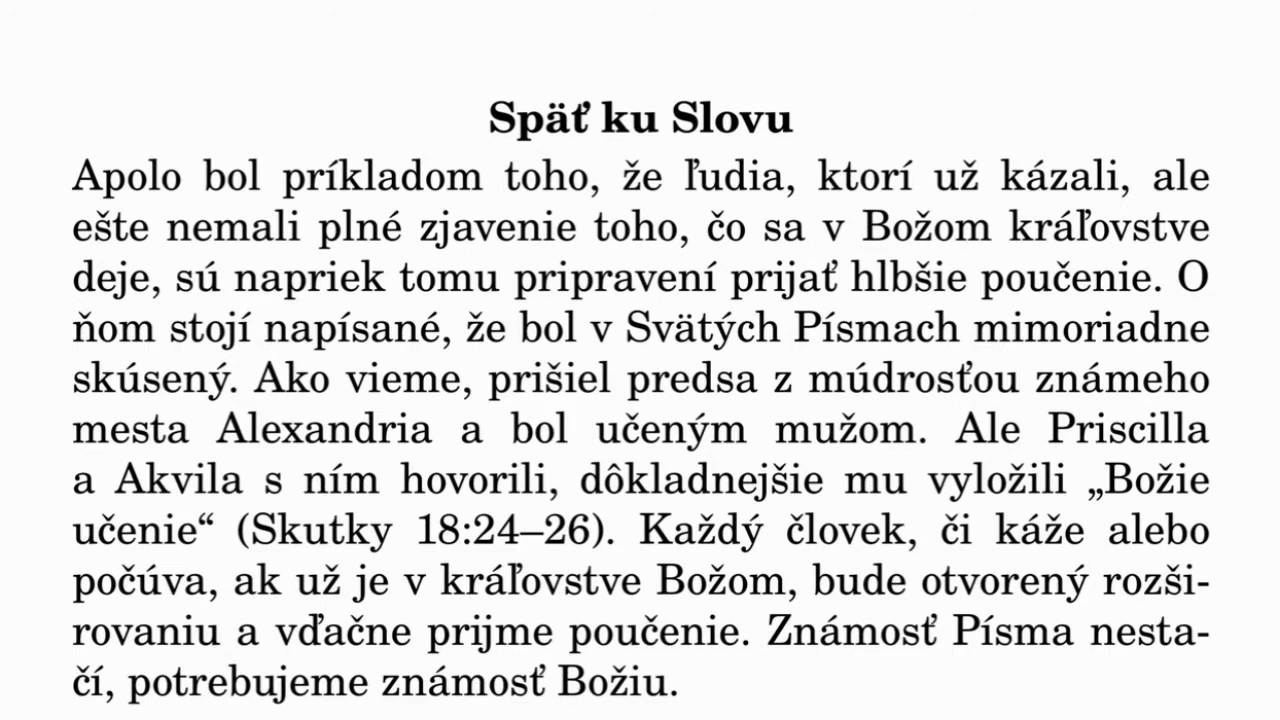 Späť ku Slovu
Apolo bol príkladom toho, že ľudia, ktorí už kázali, ale
ešte nemali plné zjavenie toho, čo sa v Božom kráľovstve
deje, sú napriek tomu pripravení prijať hlbšie poučenie. O
ňom stojí napísané, že bol v Svätých Písmach mimoriadne
skúsený. Ako vieme, prišiel predsa z múdrosťou známeho
mesta Alexandria a bol učeným mužom. Ale Priscilla
a Akvila s ním hovorili, dôkladnejšie mu vyložili „Božie
učenie“ (Skutky 18:24–26). Každý človek, či káže alebo
počúva, ak už je v kráľovstve Božom, bude otvorený rozši-
rovaniu a vďačne prijme poučenie. Známosť Písma nesta-
čí, potrebujeme známosť Božiu.